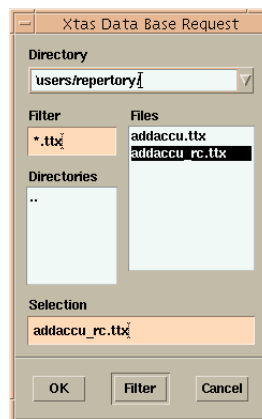 Xtas Data Base Request
Directory
users/repertory/
Filter
Files
*.ttx
addaccu.ttx
addaccu_rc.ttx
Directories
..
Selection
addaccu_rc.ttx
OK
Filter
Cancel